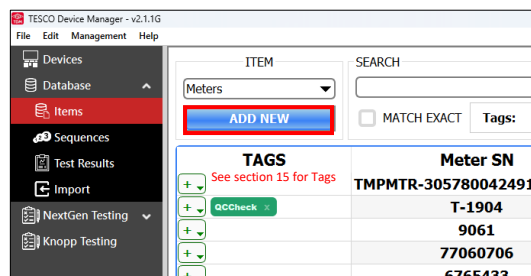 TESCO Device Manager - v2.1.1G
File Edit Management Help
Devices
Database
Items
Sequences
Test Results
Import
NextGen Testing
Knopp Testing
ITEM
Meters
ADD NEW
SEARCH
MATCH EXACT Tags:
TAGS Meter SN
See section 15 for Tags
+ TMPMTR-305780042491
+ QCCheck x T-1904
+ 9061
+ 77060706
+ 6765433